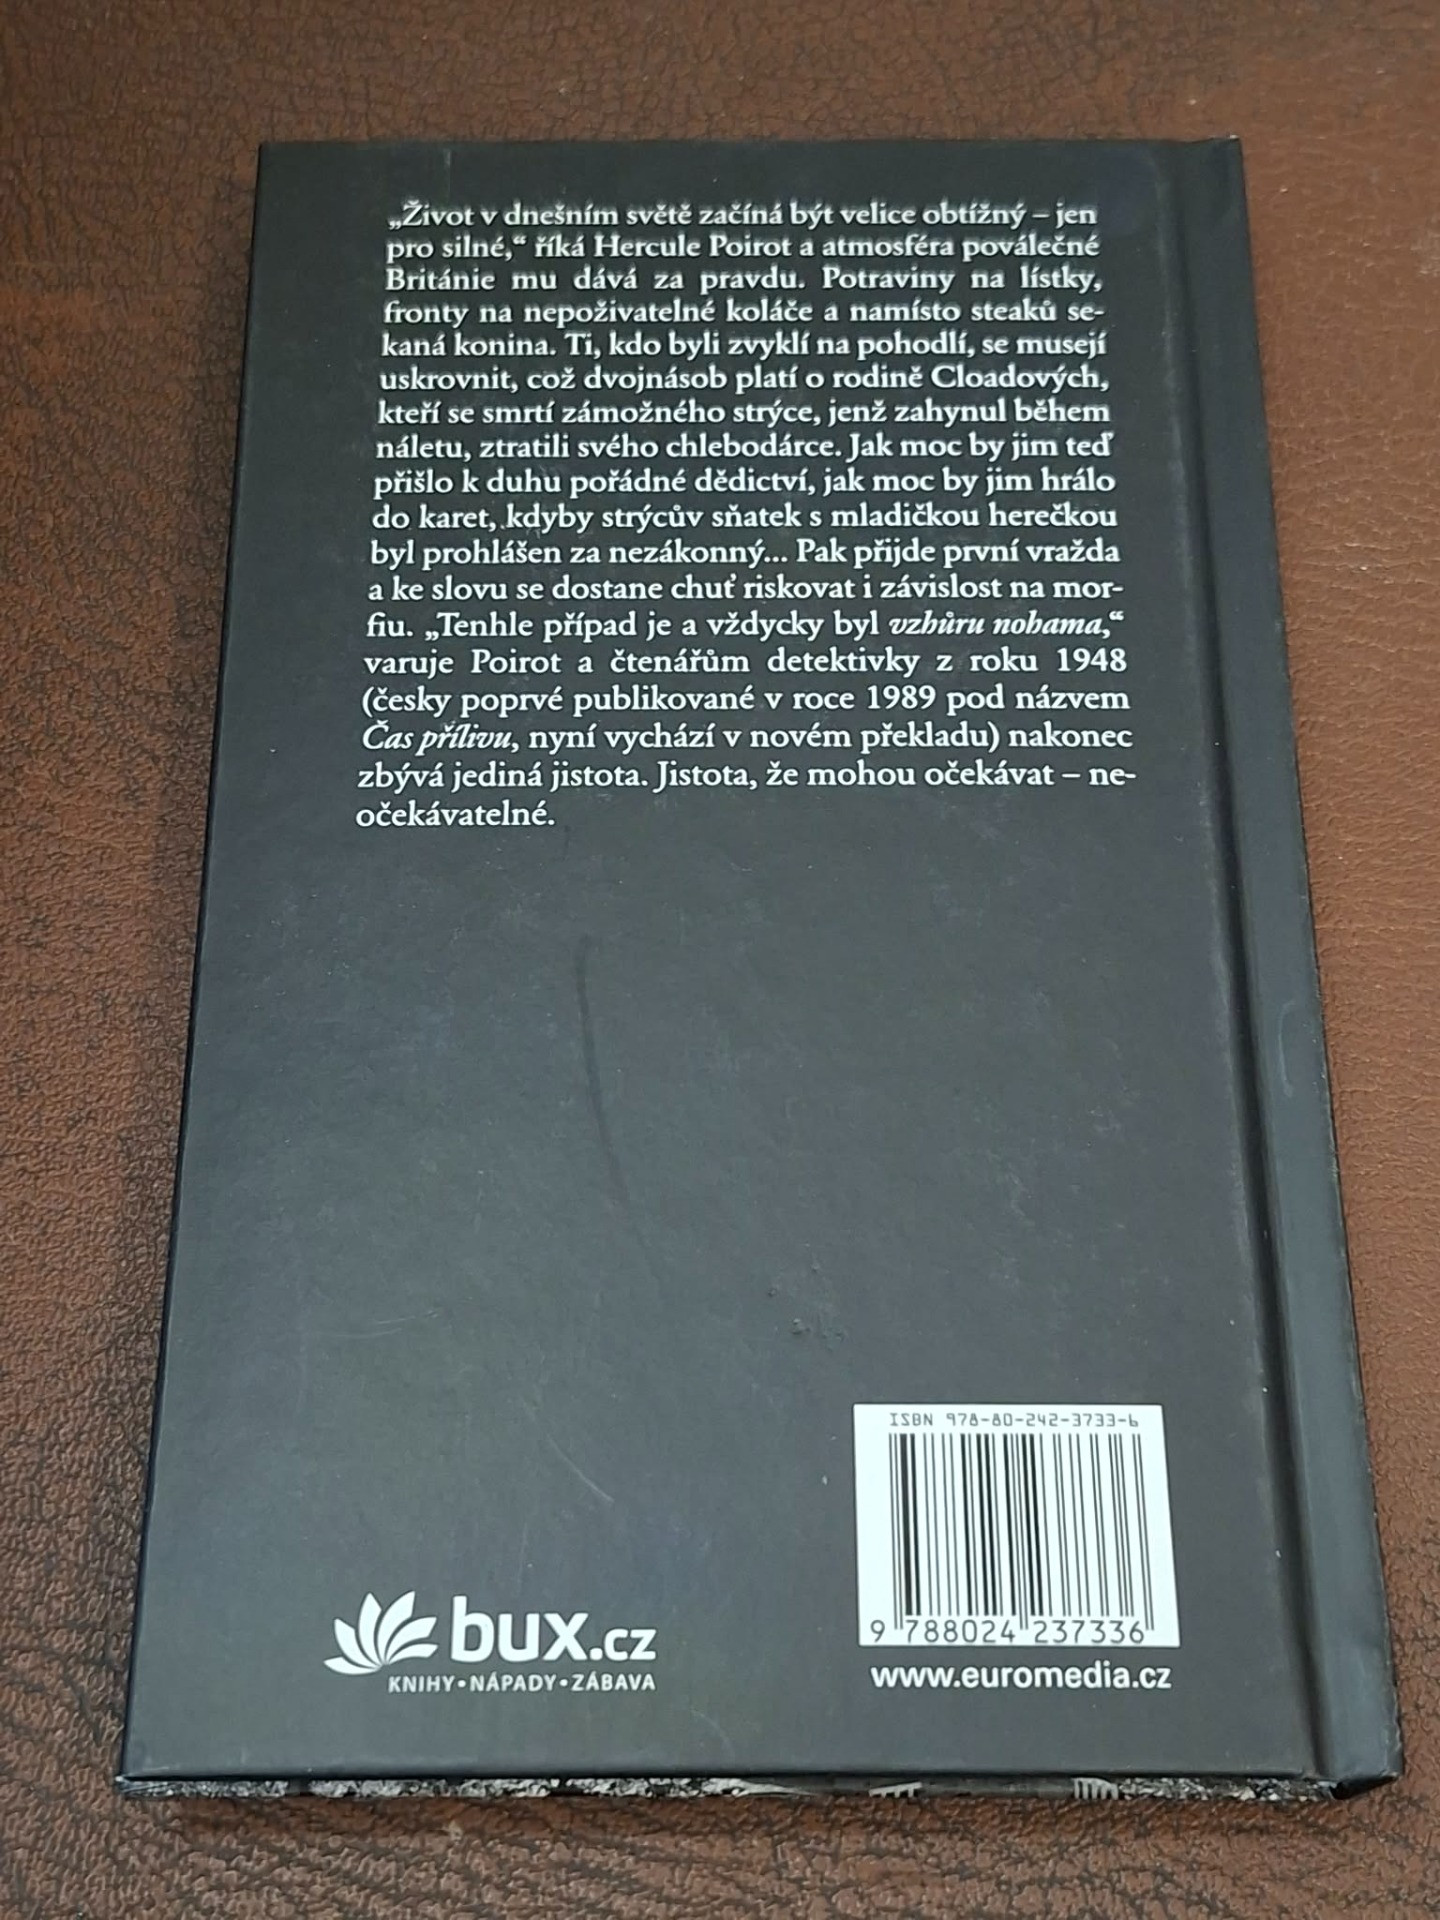 „Život v dnešním světě začíná být velice obtížný – jen
pro silné,“ říká Hercule Poirot a atmosféra poválečné
Británie mu dává za pravdu. Potraviny na lístky,
fronty na nepoživatelné koláče a namísto steaků se-
kaná konina. Ti, kdo byli zvyklí na pohodlí, se musejí
uskrovnit, což dvojnásob platí o rodině Cloadových,
kteří se smrtí zámožného strýce, jenž zahynul během
náletu, ztratili svého chlebodárce. Jak moc by jim teď
přišlo k duhu pořádné dědictví, jak moc by jim hrálo
do karet, kdyby strýcův sňatek s mladičkou herečkou
byl prohlášen za nezákonný... Pak přijde první vražda
a ke slovu se dostane chuť riskovat i závislost na mor-
fiu. „Tenhle případ je a vždycky byl vzhůru nohama,“
varuje Poirot a čtenářům detektivky z roku 1948
(česky poprvé publikované v roce 1989 pod názvem
Čas přílivu, nyní vychází v novém překladu) nakonec
zbývá jediná jistota. Jistota, že mohou očekávat – ne-
očekávatelné.
ISBN 978-80-242-3733-6
9 788024 237336
www.euromedia.cz
bux.cz
KNIHY•NÁPADY•ZÁBAVA